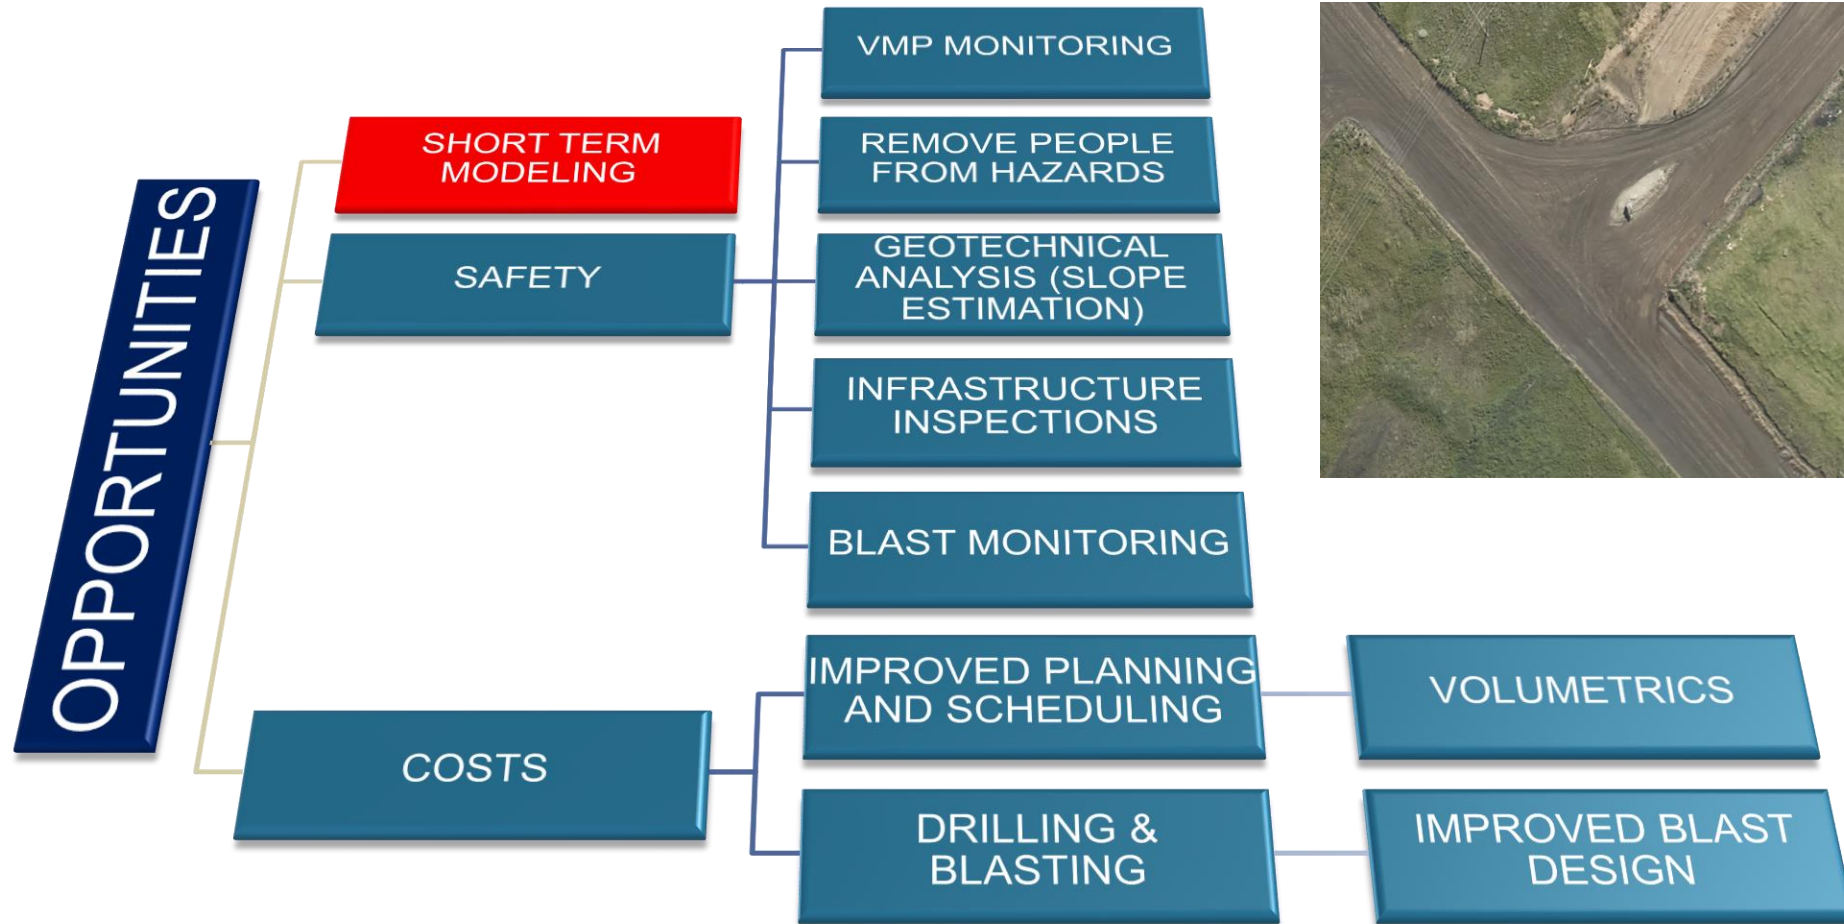 OPPORTUNITIES
SHORT TERM
MODELING
SAFETY
VMP MONITORING
REMOVE PEOPLE
FROM HAZARDS
GEOTECHNICAL
ANALYSIS (SLOPE
ESTIMATION)
INFRASTRUCTURE
INSPECTIONS
BLAST MONITORING
COSTS
IMPROVED PLANNING
AND SCHEDULING
VOLUMETRICS
DRILLING &
BLASTING
IMPROVED BLAST
DESIGN